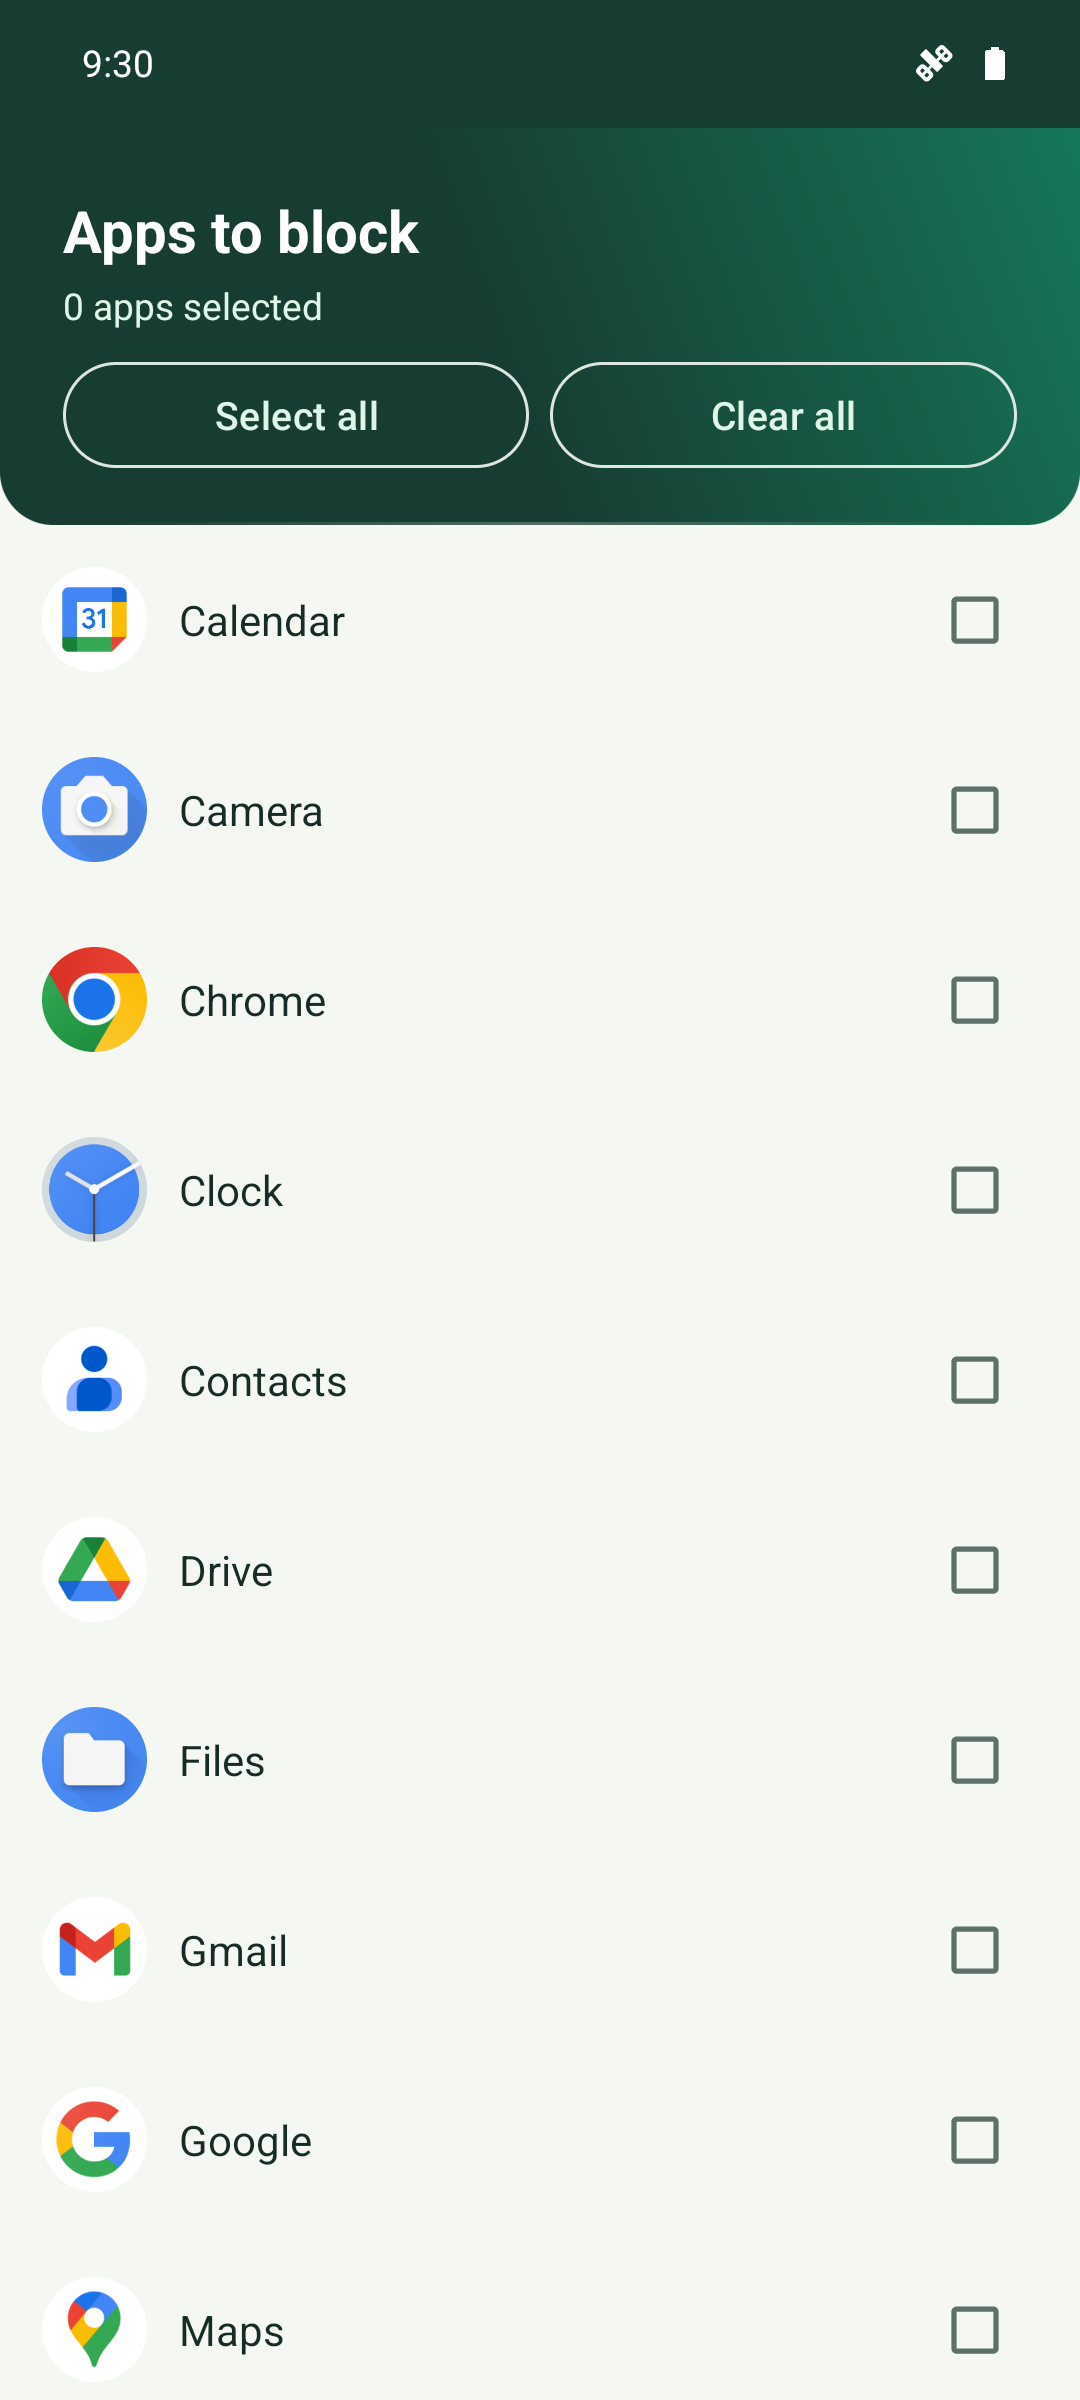 9:30
Apps to block
0 apps selected
Select all
Clear all
31
Calendar
Camera
Chrome
Clock
Contacts
Drive
Files
Gmail
Google
Maps